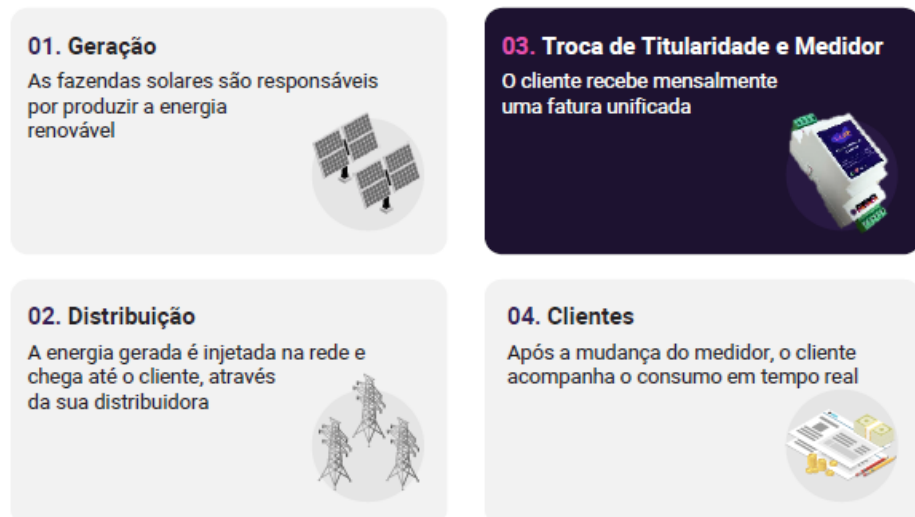 01. Geração
As fazendas solares são responsáveis
por produzir a energia
renovável
02. Distribuição
A energia gerada é injetada na rede e
chega até o cliente, através
da sua distribuidora
03. Troca de Titularidade e Medidor
O cliente recebe mensalmente
uma fatura unificada
04. Clientes
Após a mudança do medidor, o cliente
acompanha o consumo em tempo real